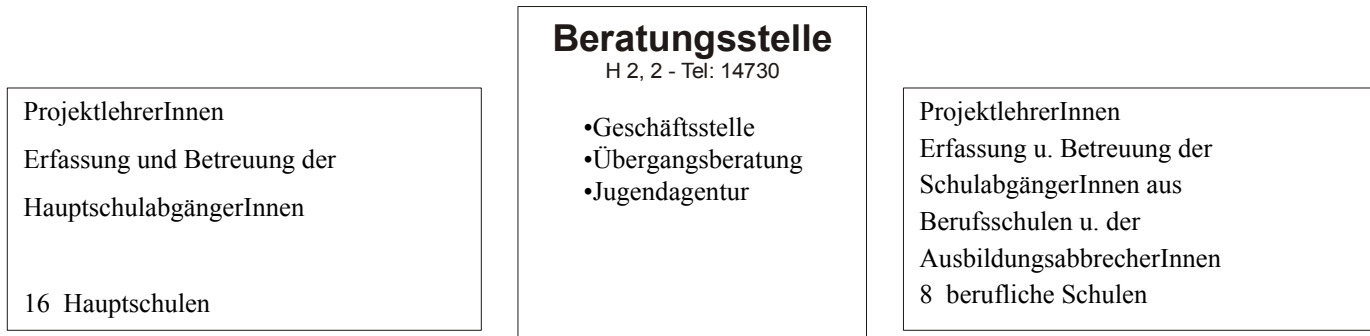 ProjektlehrerInnen
Erfassung und Betreuung der
HauptschulabgängerInnen
16 Hauptschulen
Beratungsstelle
H 2, 2 - Tel: 14730
•Geschäftsstelle
•Übergangsberatung
•Jugendagentur
ProjektlehrerInnen
Erfassung u. Betreuung der
SchulabgängerInnen aus
Berufsschulen u. der
AusbildungsabbrecherInnen
8 berufliche Schulen